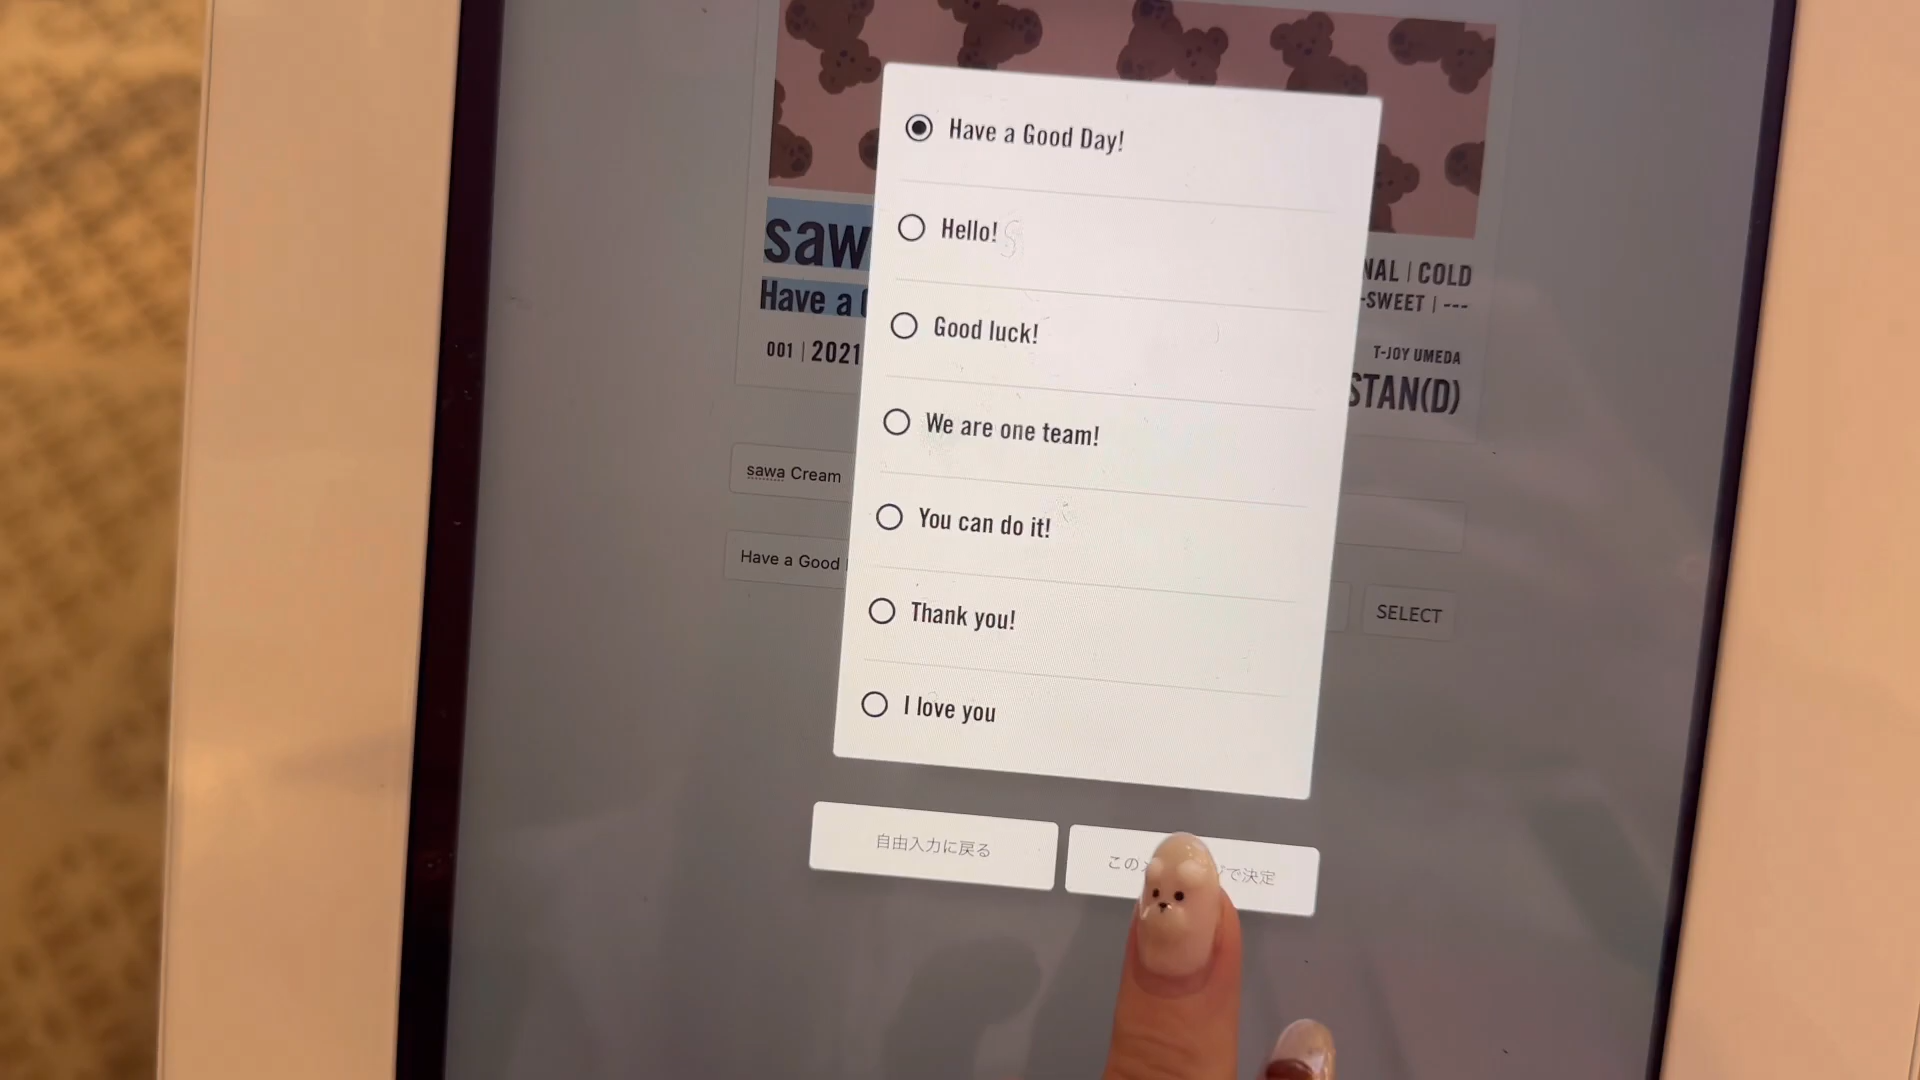 Have a Good Day!
Hello!
Good luck!
We are one team!
You can do it!
Thank you!
I love you
saw
Have a
001 | 2021
NAL | COLD
-SWEET | ---
T-JOY UMEDA
STAN(D)
sawa Cream
Have a Good
SELECT
自由入力に戻る
この
で決定